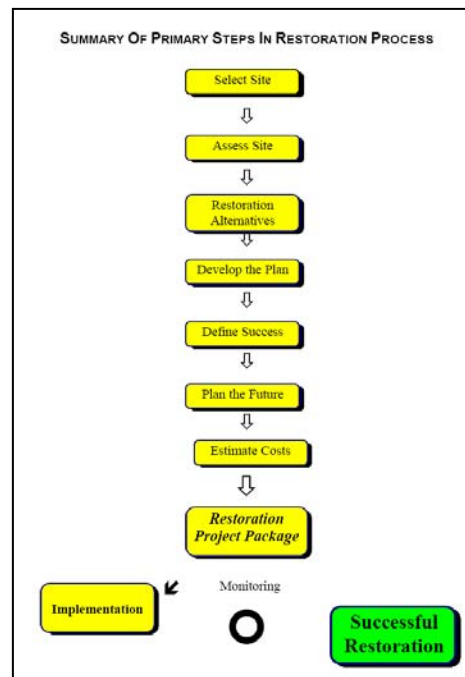 SUMMARY OF PRIMARY STEPS IN RESTORATION PROCESS
Select Site
Assess Site
Restoration
Alternatives
Develop the Plan
Define Success
Plan the Future
Estimate Costs
Restoration
Project Package
Monitoring
Implementation
Successful
Restoration